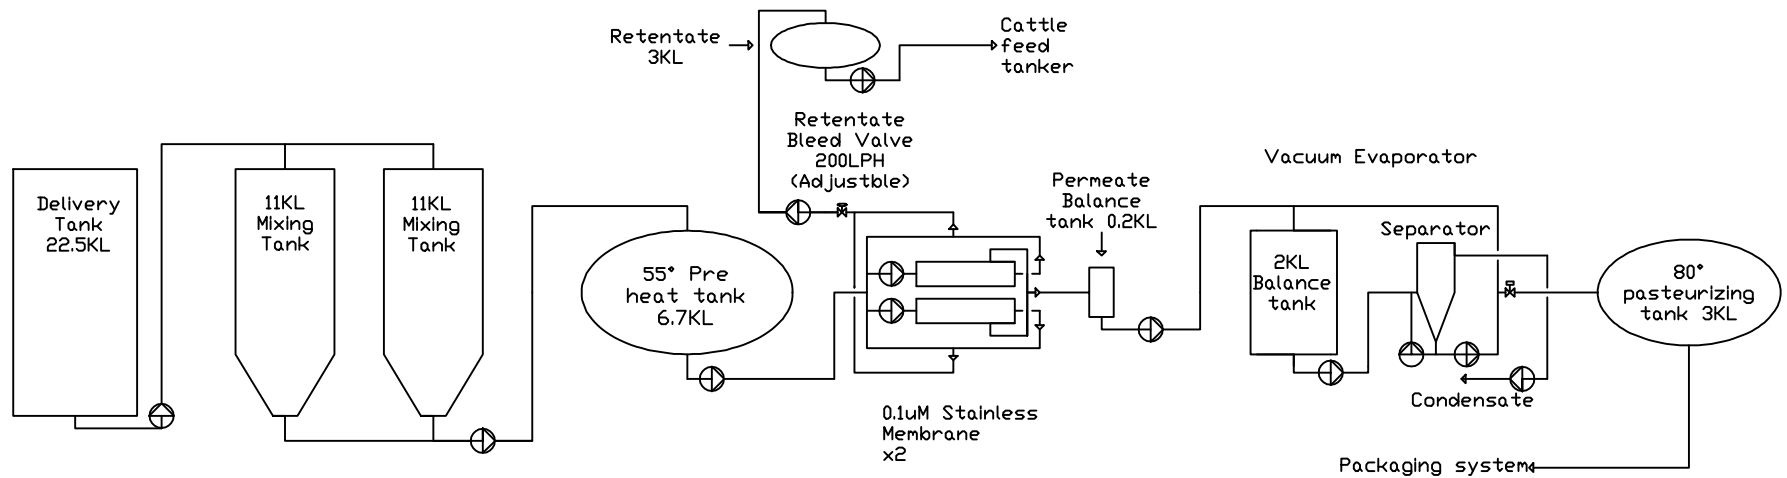 Retentate
3KL
Cattle
feed
tanker
Retentate
Bleed Valve
200LPH
(Adjustble)
Vacuum Evaporator
Permeate
Balance
tank 0.2KL
Delivery
Tank
22.5KL
11KL
Mixing
Tank
11KL
Mixing
Tank
55° Pre
heat tank
6.7KL
Separator
2KL
Balance
tank
80°
pasteurizing
tank 3KL
Condensate
0.1uM Stainless
Membrane
x2
Packaging system